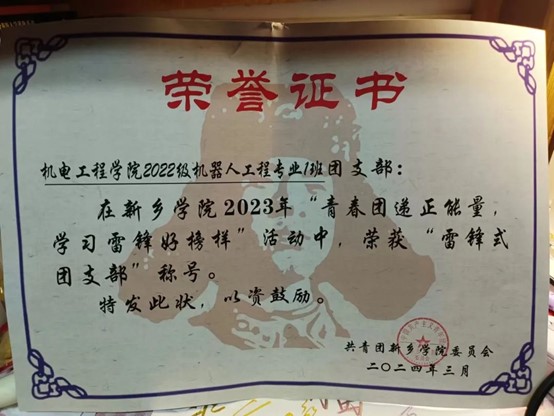 荣誉证书
机电工程学院2022级机器人工程专业1班团支部：
在新乡学院2023年“青春团递正能量，
学习雷锋好榜样”活动中，荣获“雷锋式
团支部”称号。
特发此状，以资鼓励。
共青团新乡学院委员会
二〇二四年三月